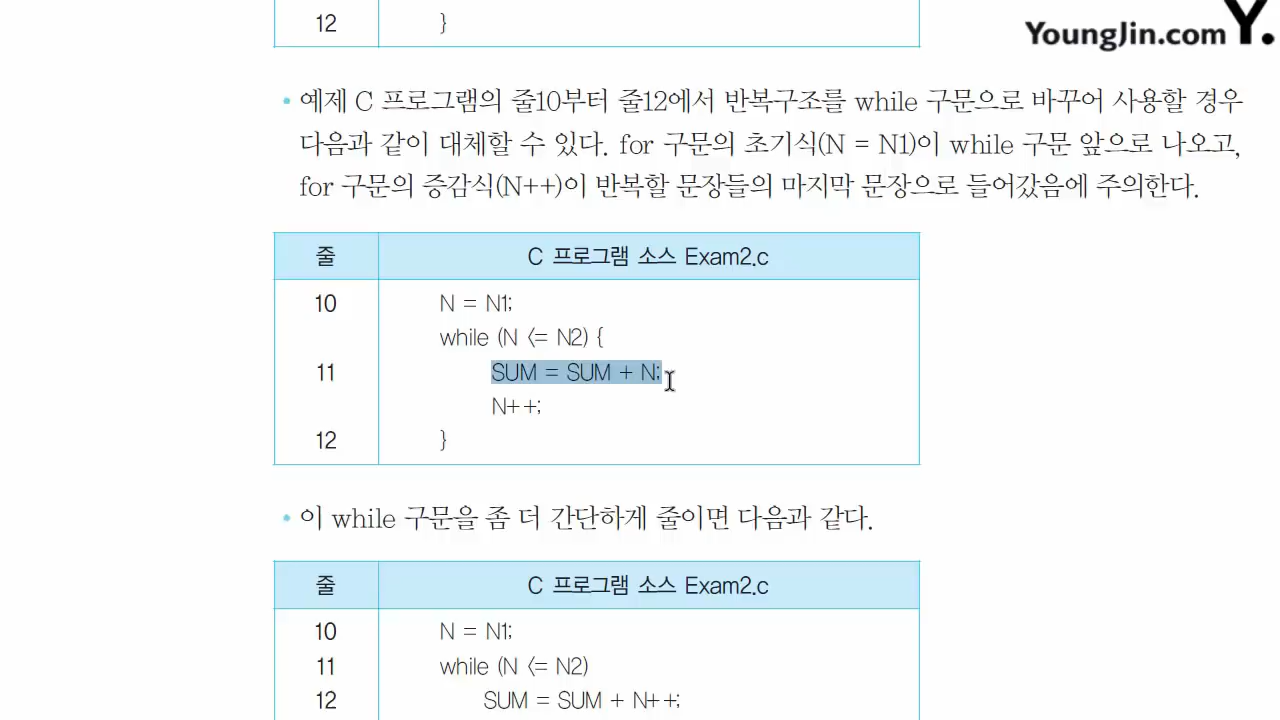 12 }
YoungJin.com Y.
• 예제 C 프로그램의 줄10부터 줄12에서 반복구조를 while 구문으로 바꾸어 사용할 경우
다음과 같이 대체할 수 있다. for 구문의 초기식(N = N1)이 while 구문 앞으로 나오고,
for 구문의 증감식(N++)이 반복할 문장들의 마지막 문장으로 들어갔음에 주의한다.
줄 C 프로그램 소스 Exam2.c
10 N = N1;
while (N <= N2) {
11 SUM = SUM + N;
N++;
12 }
• 이 while 구문을 좀 더 간단하게 줄이면 다음과 같다.
줄 C 프로그램 소스 Exam2.c
10 N = N1;
11 while (N <= N2)
12 SUM = SUM + N++;